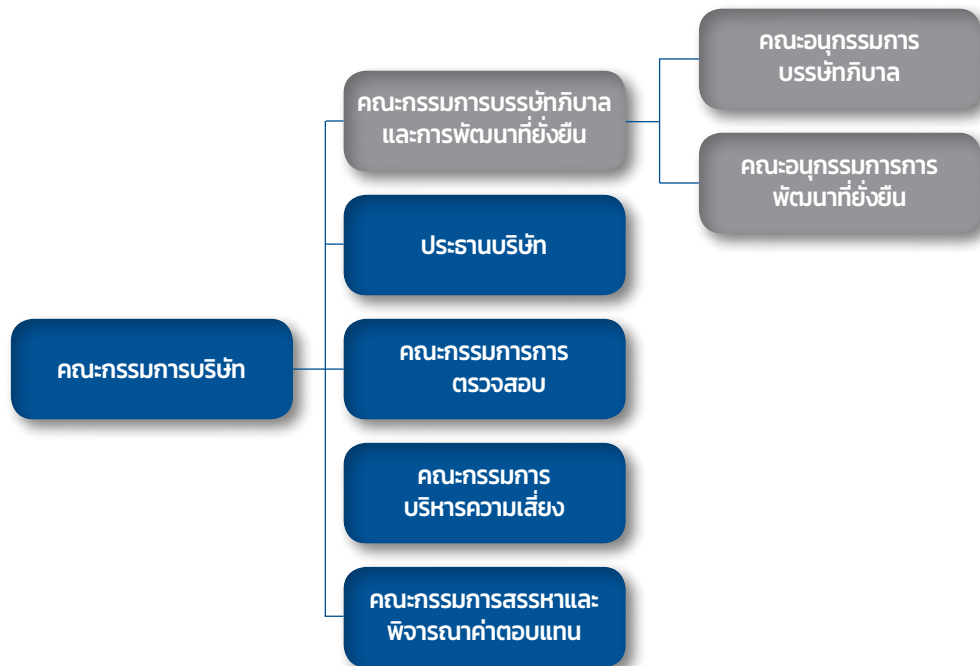 คณะอนุกรรมการ
บรรษัทภิบาล
คณะกรรมการบรรษัทภิบาล
และการพัฒนาที่ยั่งยืน
คณะอนุกรรมการการ
พัฒนาที่ยั่งยืน
ประธานบริษัท
คณะกรรมการบริษัท
คณะกรรมการการ
ตรวจสอบ
คณะกรรมการ
บริหารความเสี่ยง
คณะกรรมการสรรหาและ
พิจารณาค่าตอบแทน